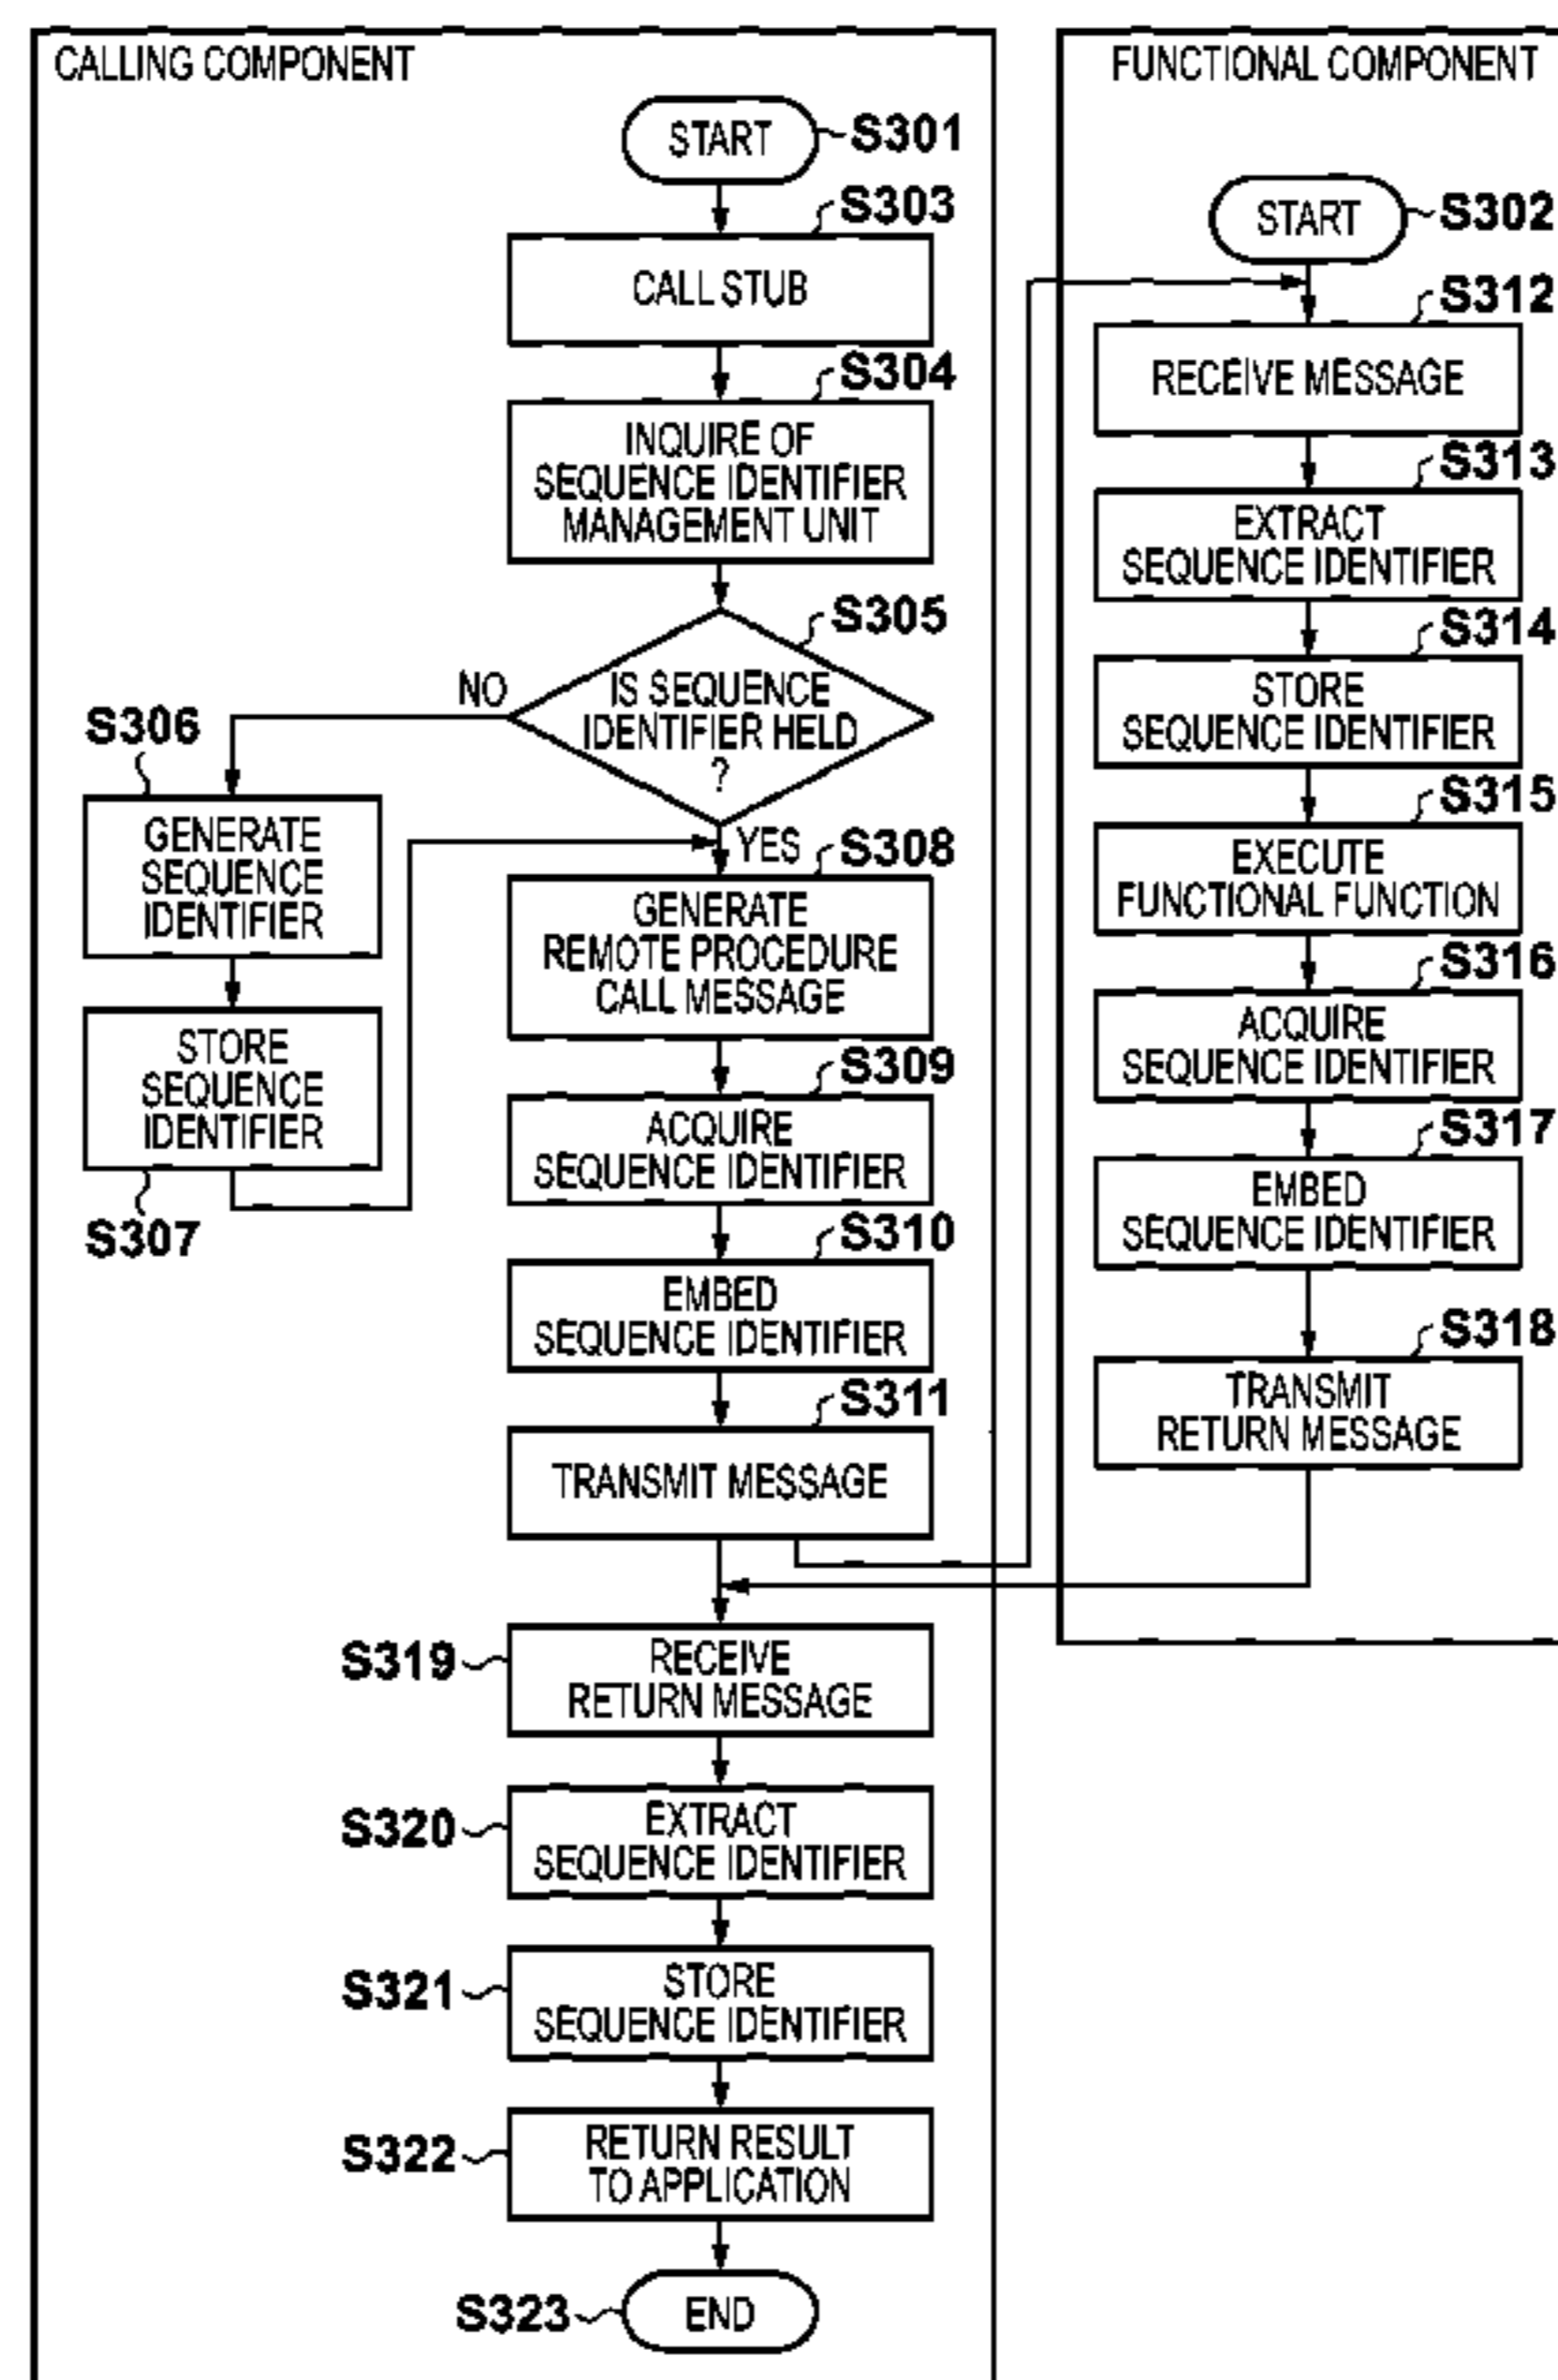 CALLING COMPONENT
START
S301
S303
CALL STUB
S304
INQUIRE OF
SEQUENCE IDENTIFIER
MANAGEMENT UNIT
S305
NO
IS SEQUENCE
IDENTIFIER HELD
?
YES
S306
GENERATE
SEQUENCE
IDENTIFIER
STORE
SEQUENCE
IDENTIFIER
S307
S308
GENERATE
REMOTE PROCEDURE
CALL MESSAGE
S309
ACQUIRE
SEQUENCE IDENTIFIER
S310
EMBED
SEQUENCE IDENTIFIER
S311
TRANSMIT MESSAGE
S319
RECEIVE
RETURN MESSAGE
S320
EXTRACT
SEQUENCE IDENTIFIER
S321
STORE
SEQUENCE IDENTIFIER
S322
RETURN RESULT
TO APPLICATION
S323
END
FUNCTIONAL COMPONENT
START
S302
S312
RECEIVE MESSAGE
S313
EXTRACT
SEQUENCE IDENTIFIER
S314
STORE
SEQUENCE IDENTIFIER
S315
EXECUTE
FUNCTIONAL FUNCTION
S316
ACQUIRE
SEQUENCE IDENTIFIER
S317
EMBED
SEQUENCE IDENTIFIER
S318
TRANSMIT
RETURN MESSAGE